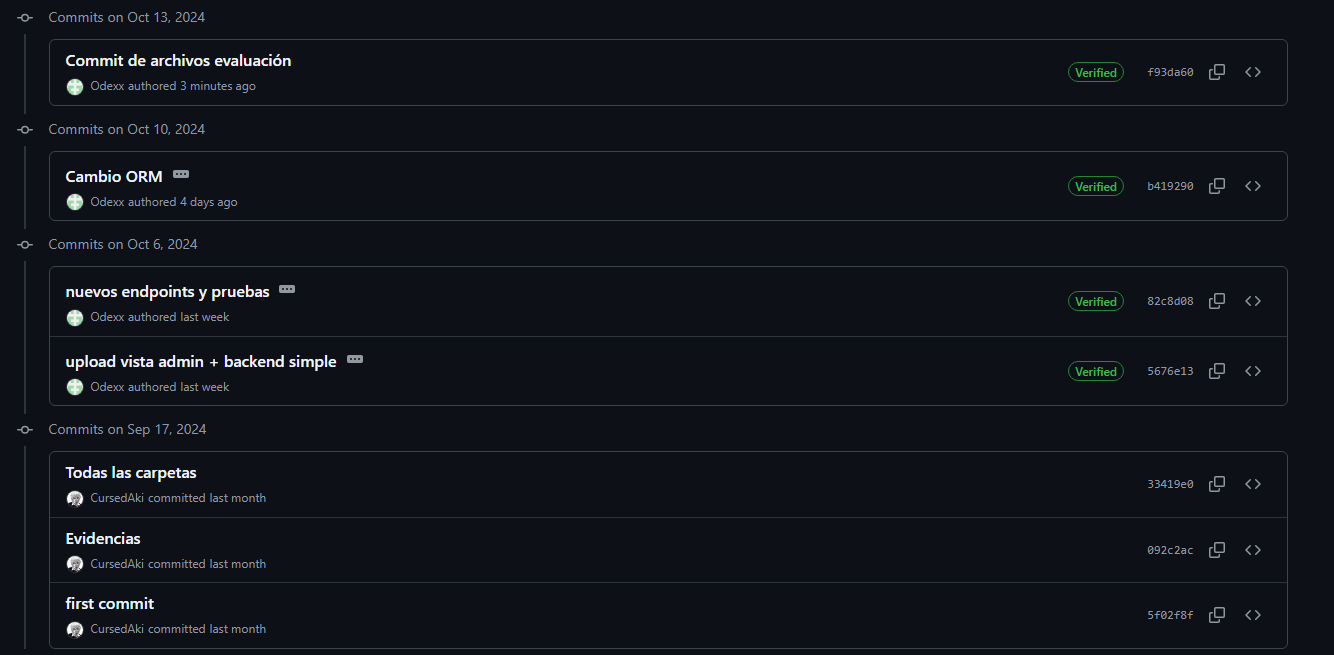 Commits on Oct 13, 2024
Commit de archivos evaluación
Odexx authored 3 minutes ago
Verified
f93da60
Commits on Oct 10, 2024
Cambio ORM
Odexx authored 4 days ago
Verified
b419290
Commits on Oct 6, 2024
nuevos endpoints y pruebas
Odexx authored last week
Verified
82c8d08
upload vista admin + backend simple
Odexx authored last week
Verified
5676e13
Commits on Sep 17, 2024
Todas las carpetas
CursedAki committed last month
33419e0
Evidencias
CursedAki committed last month
092c2ac
first commit
CursedAki committed last month
5f02f8f